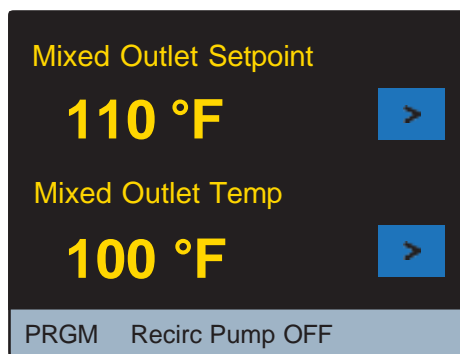 Mixed Outlet Setpoint
110 °F >
Mixed Outlet Temp
100 °F >
PRGM Recirc Pump OFF